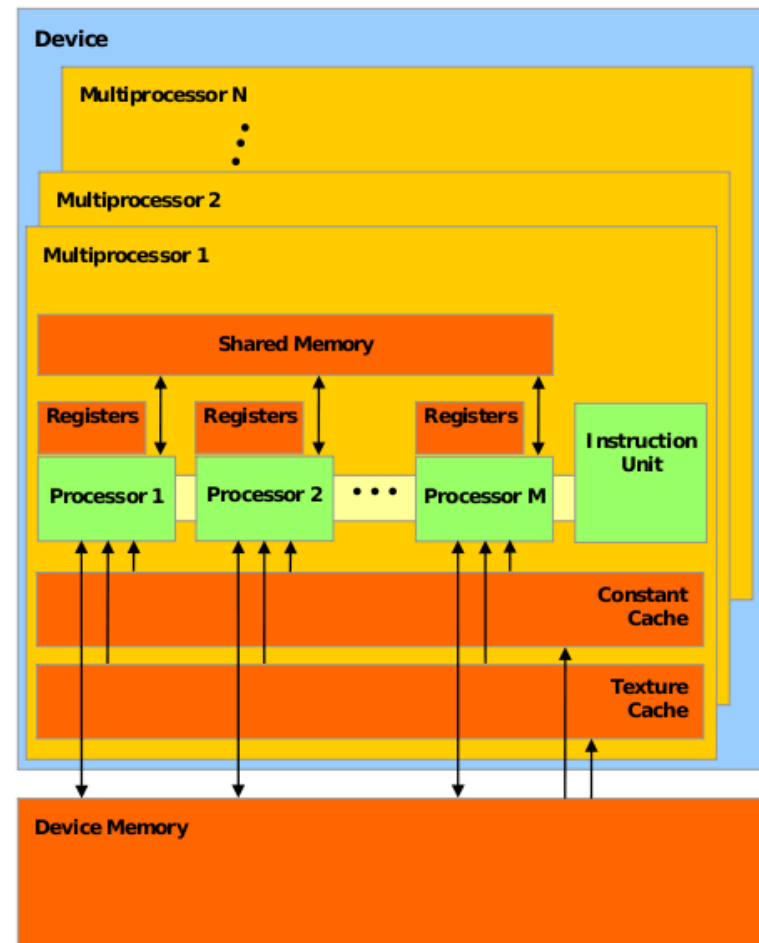 Device
Multiprocessor N
Multiprocessor 2
Multiprocessor 1
Shared Memory
Registers
Registers
Registers
Instruction
Unit
Processor 1
Processor 2
Processor M
Constant
Cache
Texture
Cache
Device Memory